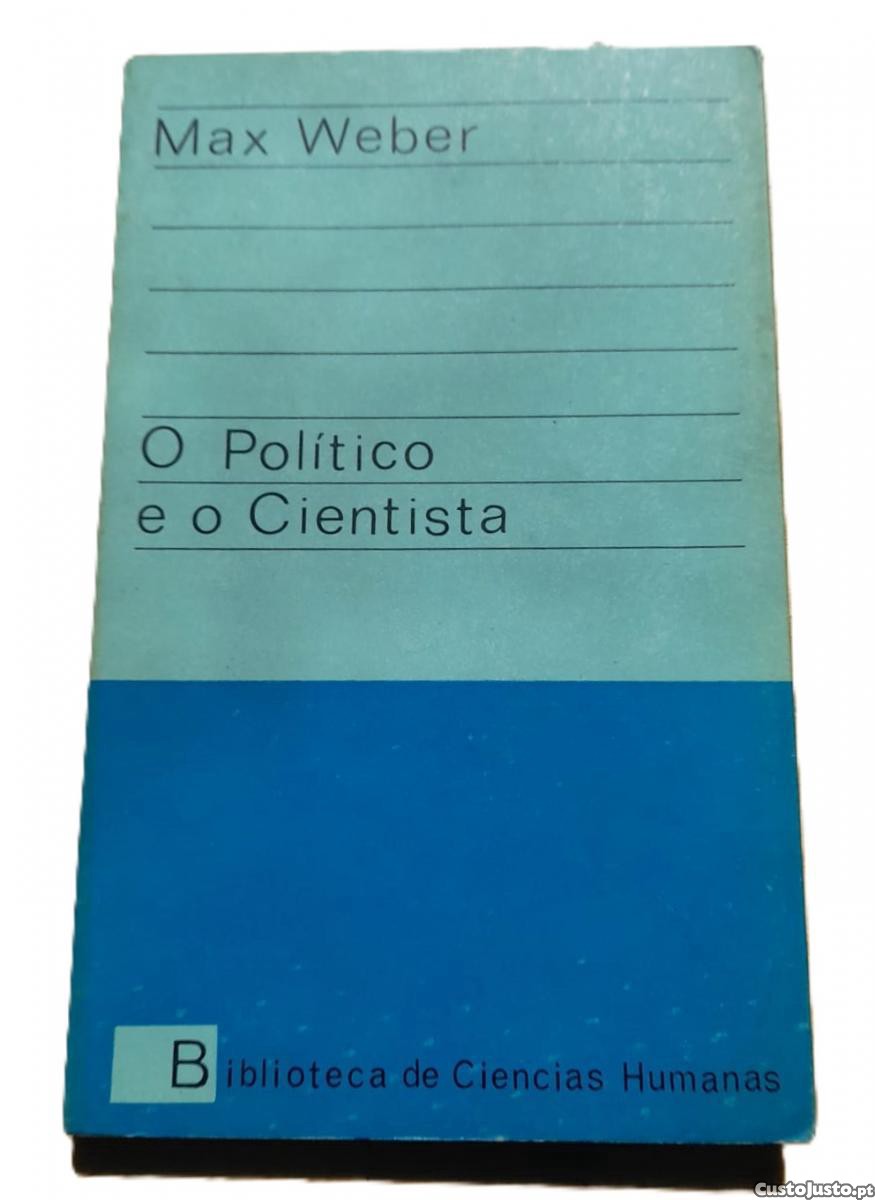 Max Weber
O Político
e o Cientista
Biblioteca de Ciencias Humanas
CustoJusto.pt